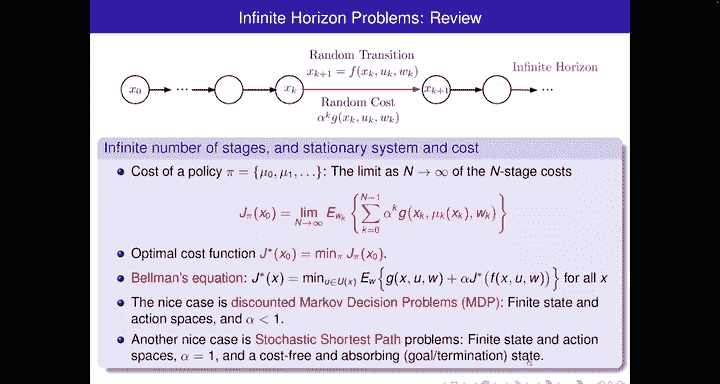 Infinite Horizon Problems: Review
Random Transition
x_{k+1} = f(x_k, u_k, w_k)
Infinite Horizon
x_0
...
x_k
x_{k+1}
...
Random Cost
α^k g(x_k, u_k, w_k)
Infinite number of stages, and stationary system and cost
Cost of a policy π = {μ_0, μ_1, . . .}: The limit as N → ∞ of the N-stage costs
J_π(x_0) = lim_{N→∞} E_{w_k} { ∑_{k=0}^{N−1} α^k g(x_k, μ_k(x_k), w_k) }
Optimal cost function J*(x_0) = min_π J_π(x_0).
Bellman's equation: J*(x) = min_{u∈U(x)} E_w{g(x, u, w) + αJ*(f(x, u, w))} for all x
The nice case is discounted Markov Decision Problems (MDP): Finite state and
action spaces, and α < 1.
Another nice case is Stochastic Shortest Path problems: Finite state and action
spaces, α = 1, and a cost-free and absorbing (goal/termination) state.